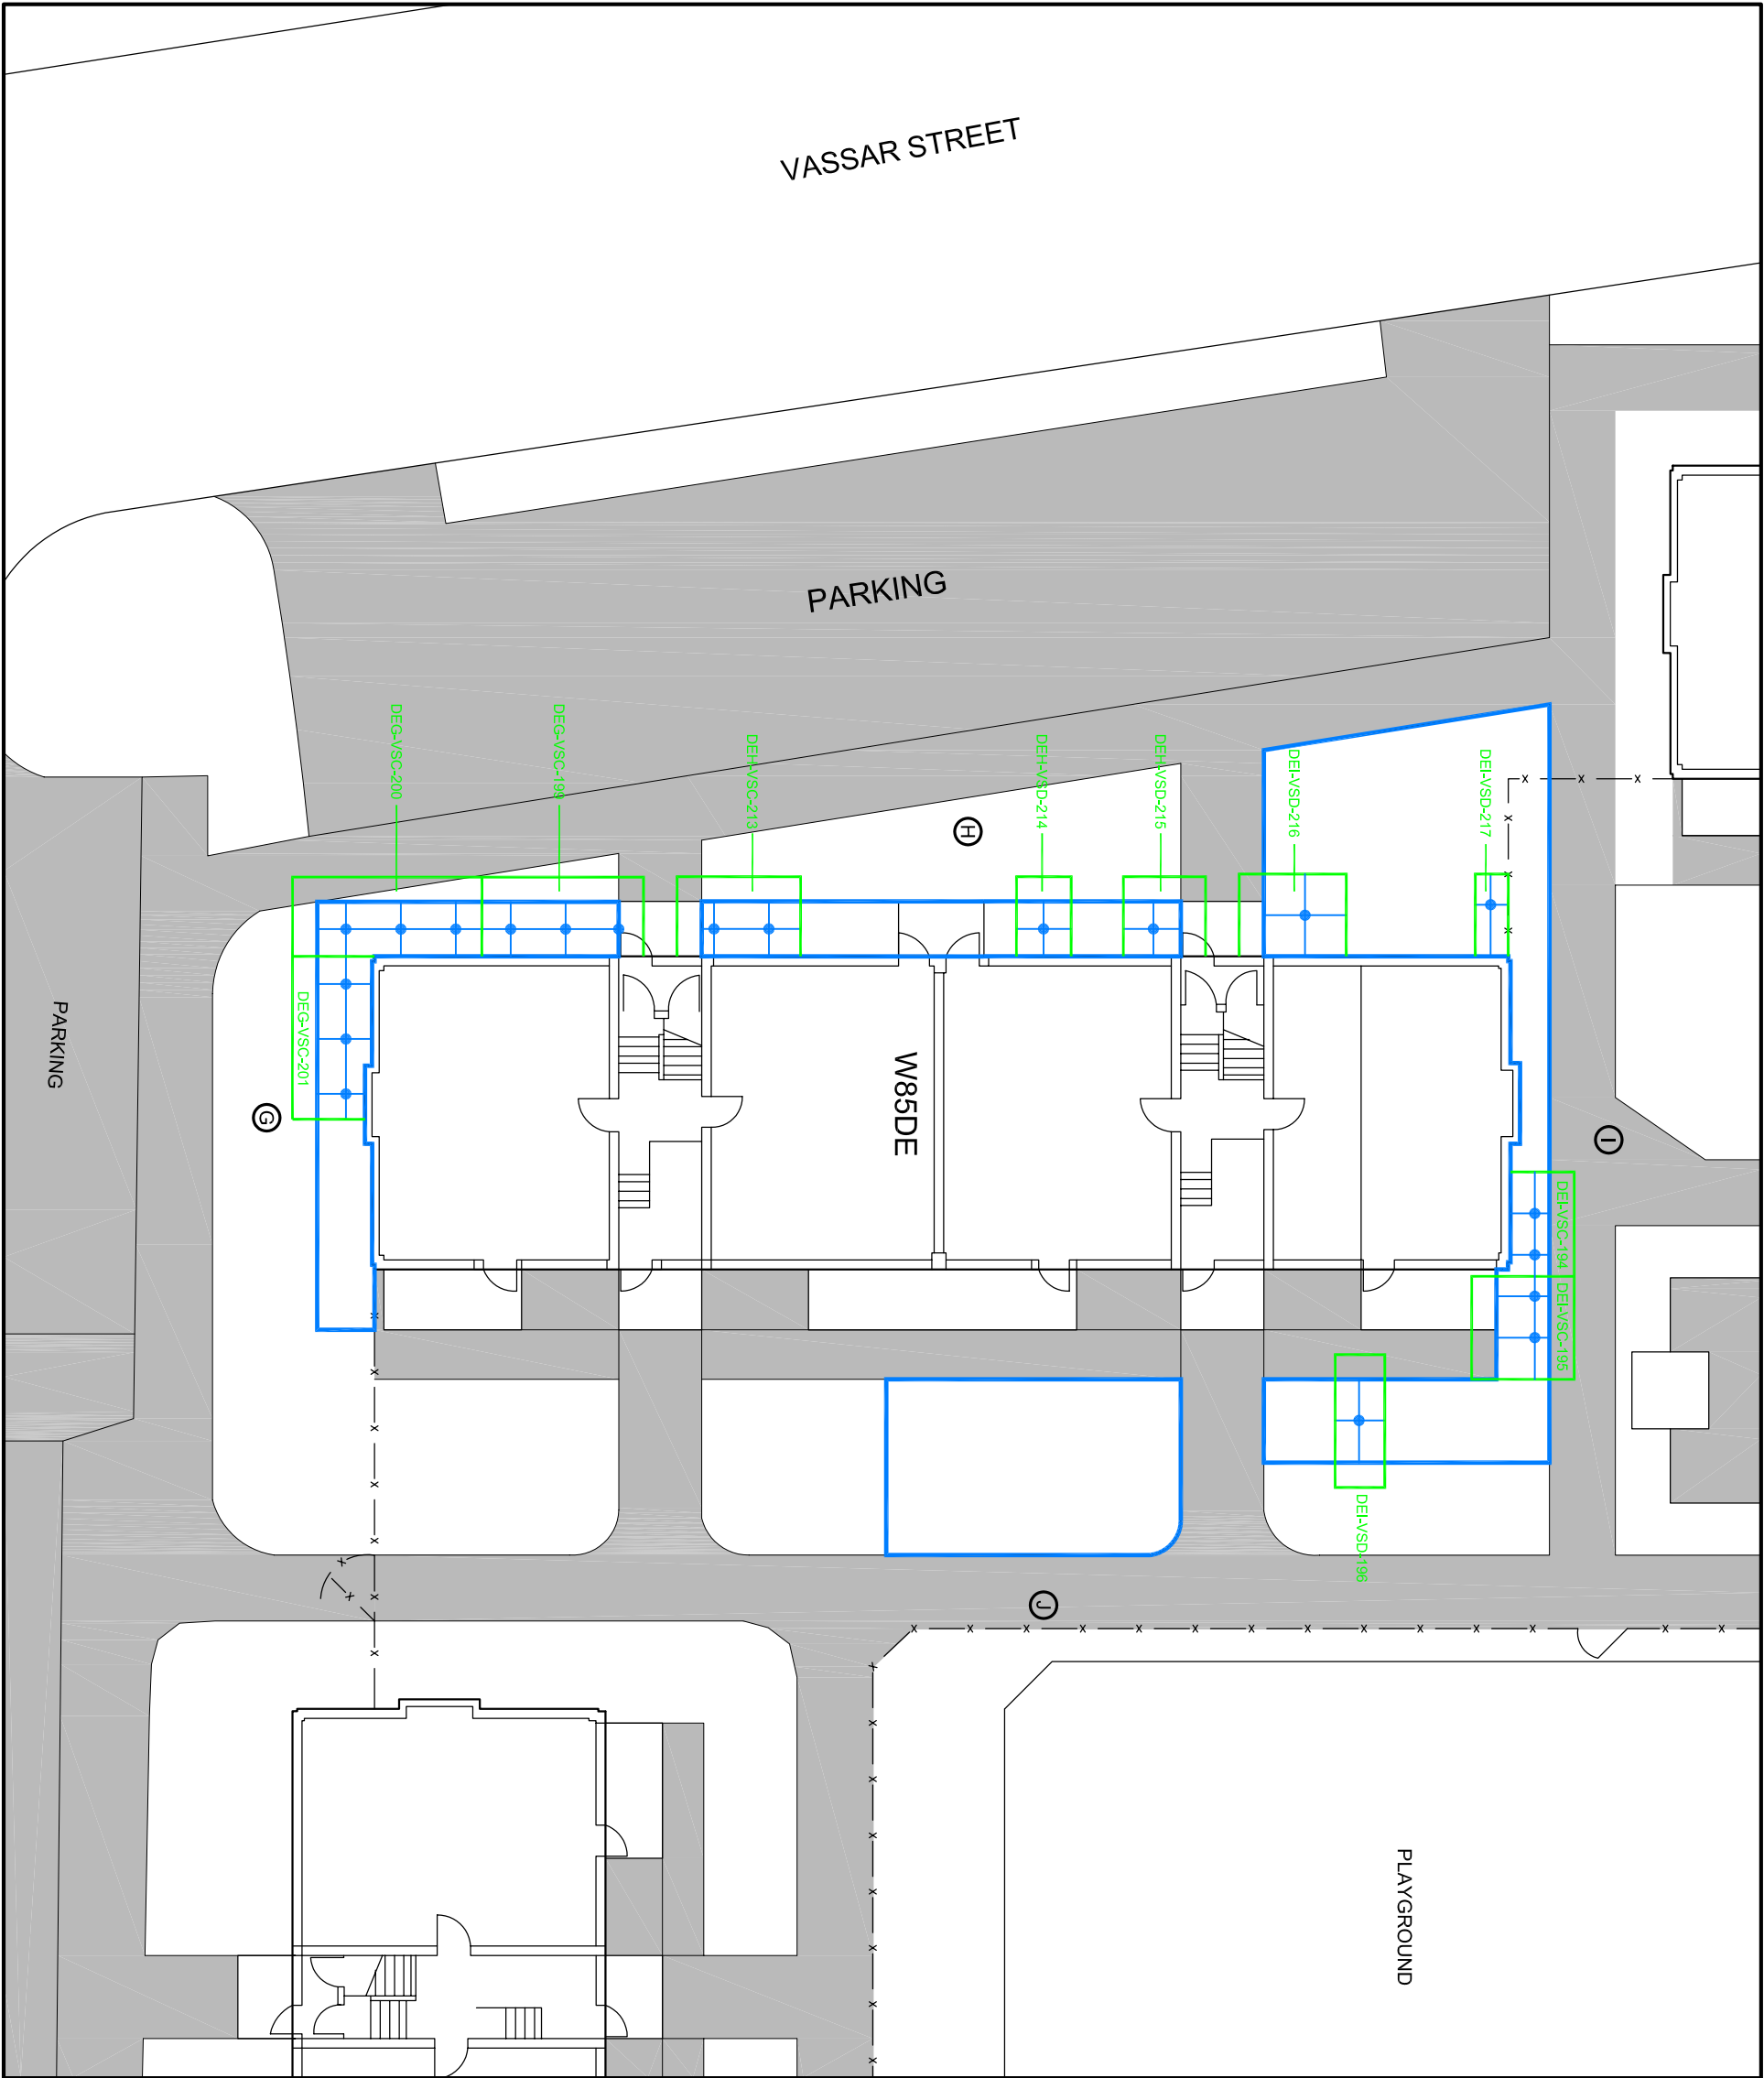 VASSAR STREET
PARKING
DEG-VSC-200
DEG-VSC-199
DEH-VSC-213
DEH-VSD-214
DEH-VSD-215
DEI-VSD-216
DEI-VSD-217
H
PARKING
DEG-VSC-201
W85DE
G
I
DEI-VSC-194
DEI-VSC-195
DEI-VSD-196
J
PLAYGROUND